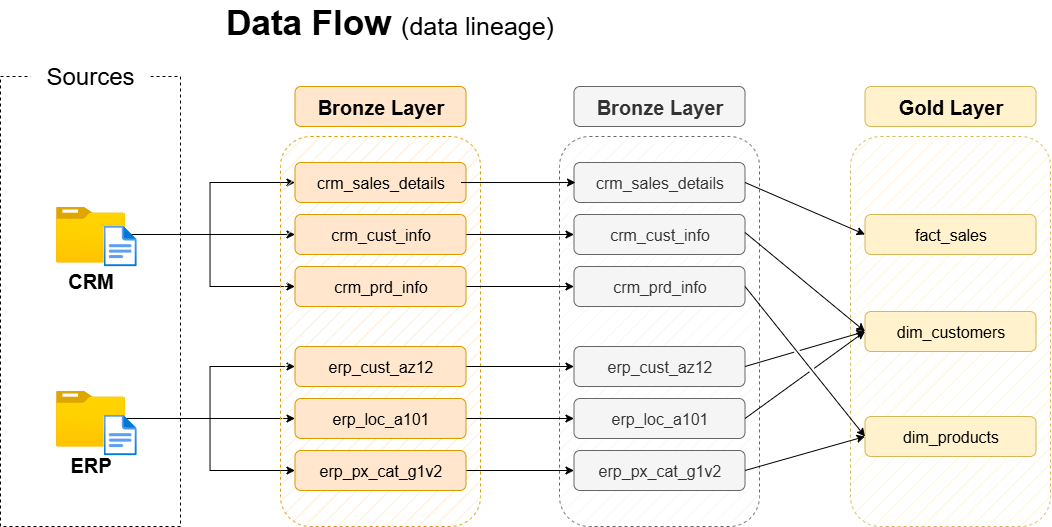 Data Flow (data lineage)
Sources
Bronze Layer
Bronze Layer
Gold Layer
crm_sales_details
crm_sales_details
crm_cust_info
crm_cust_info
fact_sales
CRM
crm_prd_info
crm_prd_info
dim_customers
erp_cust_az12
erp_cust_az12
erp_loc_a101
erp_loc_a101
dim_products
ERP
erp_px_cat_g1v2
erp_px_cat_g1v2